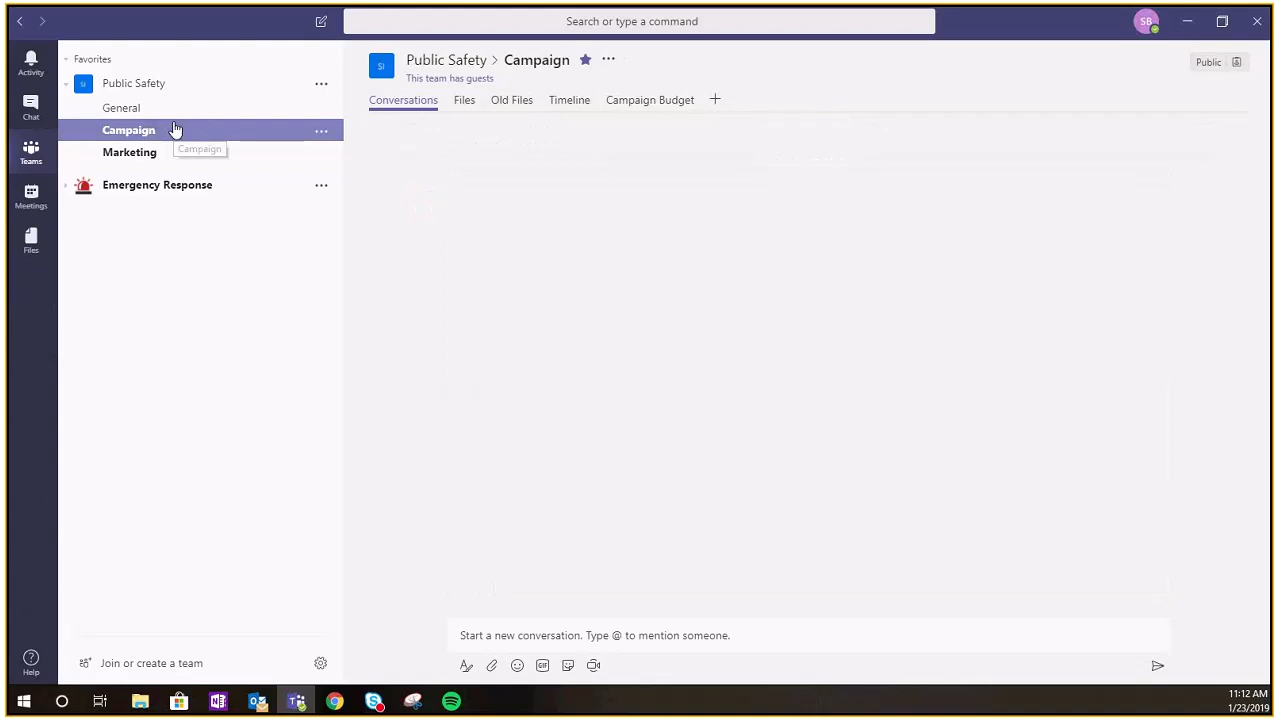 Search or type a command
SB
Activity
Chat
Teams
Meetings
Files
Help
Favorites
Public Safety
General
Campaign
Campaign
Marketing
Emergency Response
Join or create a team
SI
Public Safety > Campaign
This team has guests
Public
Conversations Files Old Files Timeline Campaign Budget
Start a new conversation. Type @ to mention someone.
GIF
11:12 AM
1/23/2019